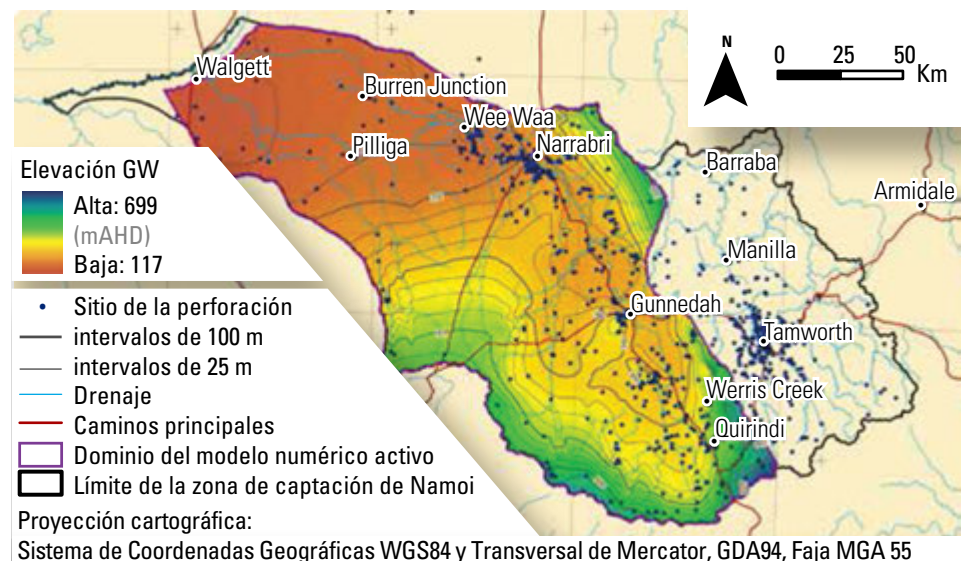 N
0 25 50
Km
Walgett
Burren Junction
Wee Waa
Pilliga
Narrabri
Barraba
Armidale
Manilla
Gunnedah
Tamworth
Werris Creek
Quirindi
Elevación GW
Alta: 699
(mAHD)
Baja: 117
Sitio de la perforación
intervalos de 100 m
intervalos de 25 m
Drenaje
Caminos principales
Dominio del modelo numérico activo
Límite de la zona de captación de Namoi
Proyección cartográfica:
Sistema de Coordenadas Geográficas WGS84 y Transversal de Mercator, GDA94, Faja MGA 55